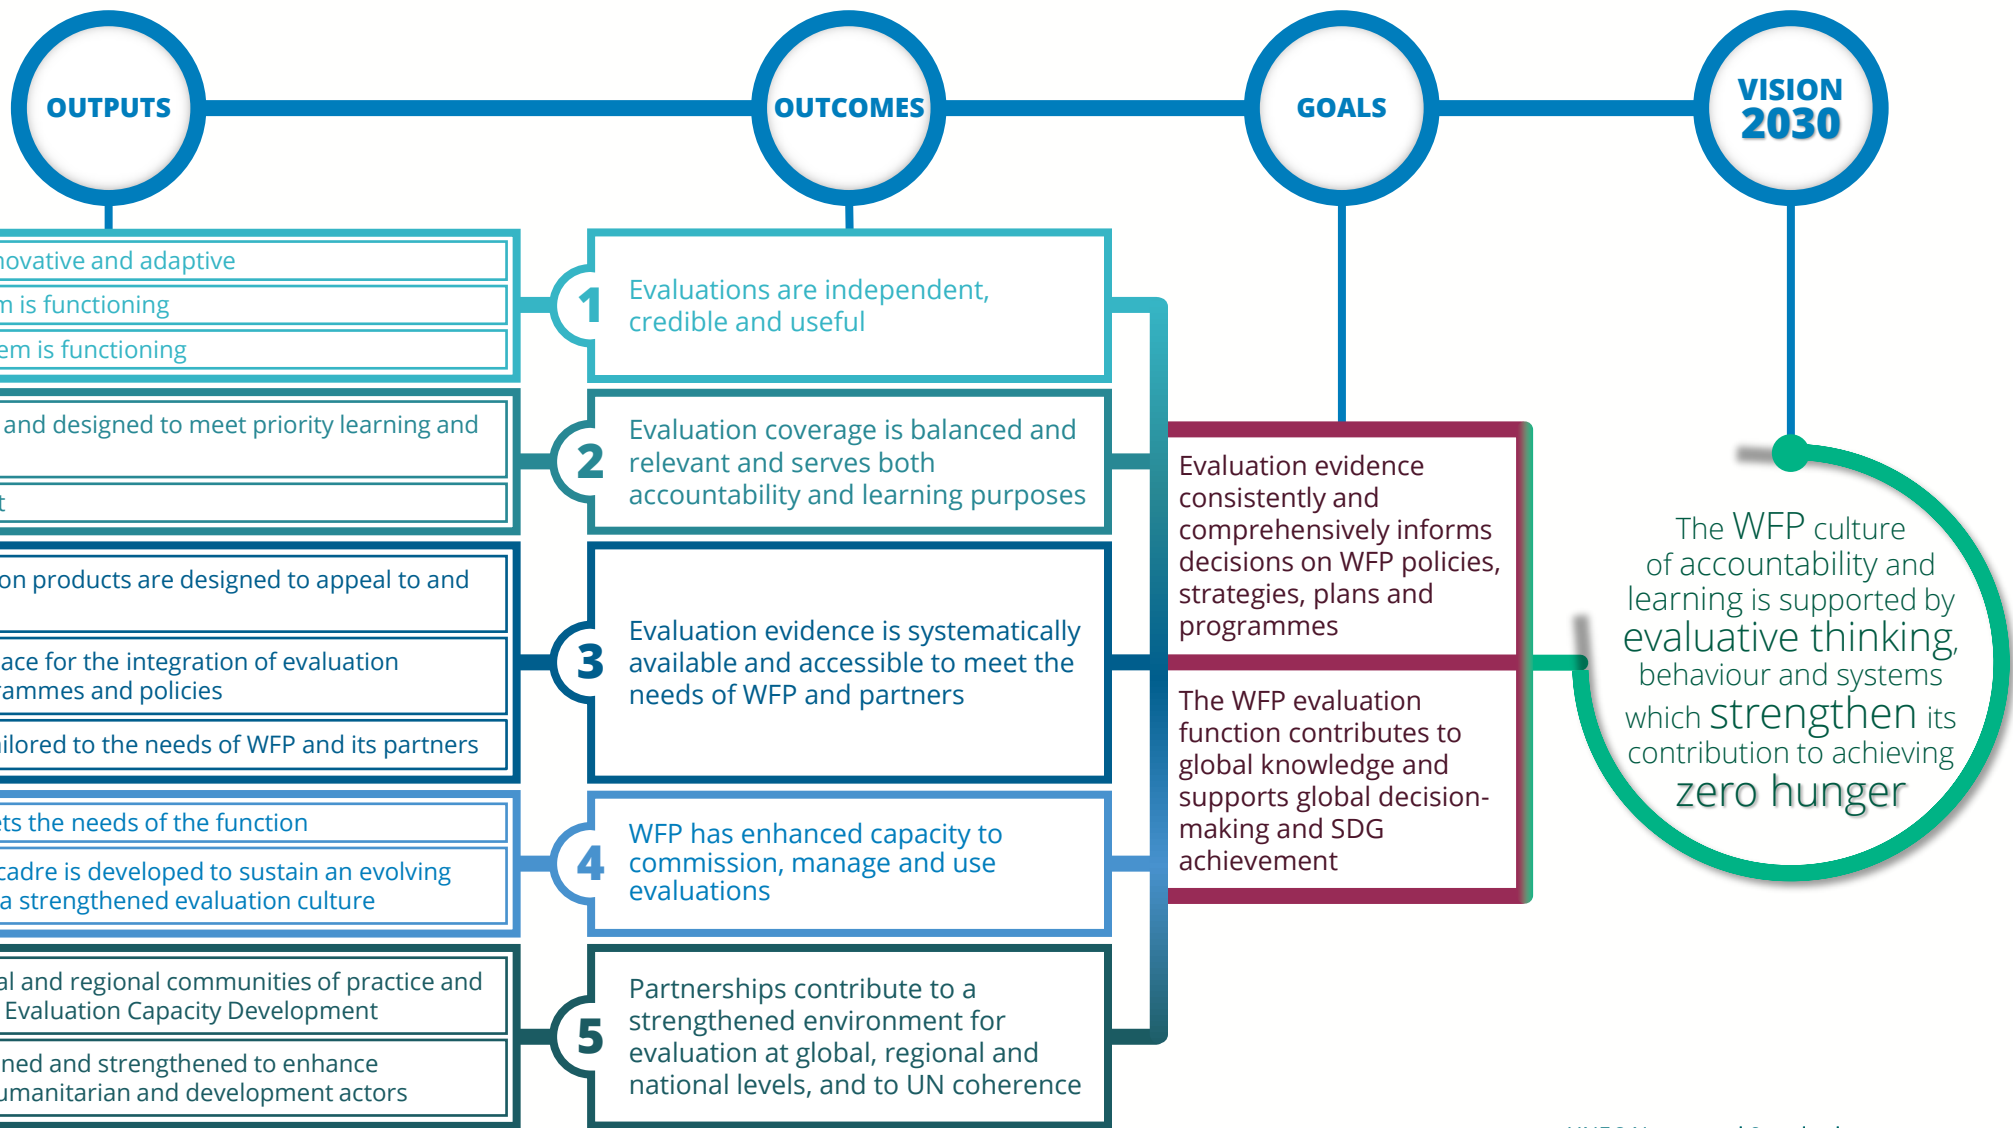 OUTPUTS
OUTCOMES
GOALS
VISION
2030
novative and adaptive
m is functioning
em is functioning
1
Evaluations are independent,
credible and useful
and designed to meet priority learning and
t
2
Evaluation coverage is balanced and
relevant and serves both
accountability and learning purposes
on products are designed to appeal to and
ace for the integration of evaluation
rammes and policies
ailored to the needs of WFP and its partners
3
Evaluation evidence is systematically
available and accessible to meet the
needs of WFP and partners
ets the needs of the function
cadre is developed to sustain an evolving
a strengthened evaluation culture
4
WFP has enhanced capacity to
commission, manage and use
evaluations
al and regional communities of practice and
Evaluation Capacity Development
ned and strengthened to enhance
umanitarian and development actors
5
Partnerships contribute to a
strengthened environment for
evaluation at global, regional and
national levels, and to UN coherence
Evaluation evidence
consistently and
comprehensively informs
decisions on WFP policies,
strategies, plans and
programmes
The WFP evaluation
function contributes to
global knowledge and
supports global decision-
making and SDG
achievement
The WFP culture
of accountability and
learning is supported by
evaluative thinking,
behaviour and systems
which strengthen its
contribution to achieving
zero hunger